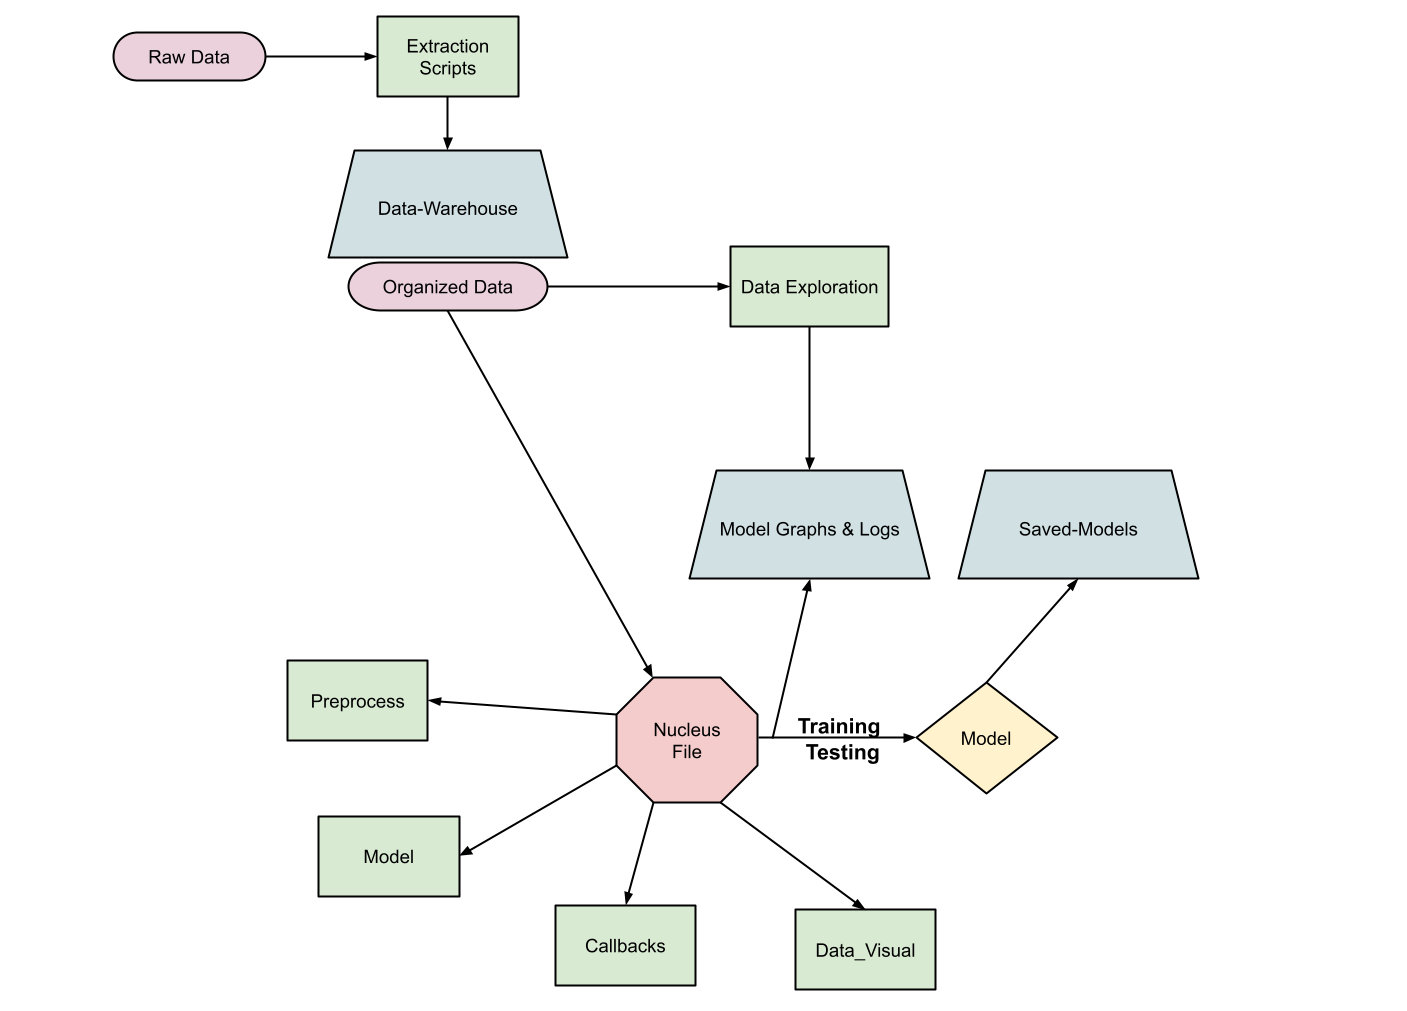 Raw Data
Extraction
Scripts
Data-Warehouse
Organized Data
Data Exploration
Model Graphs & Logs
Saved-Models
Preprocess
Nucleus
File
Training
Testing
Model
Model
Callbacks
Data_Visual